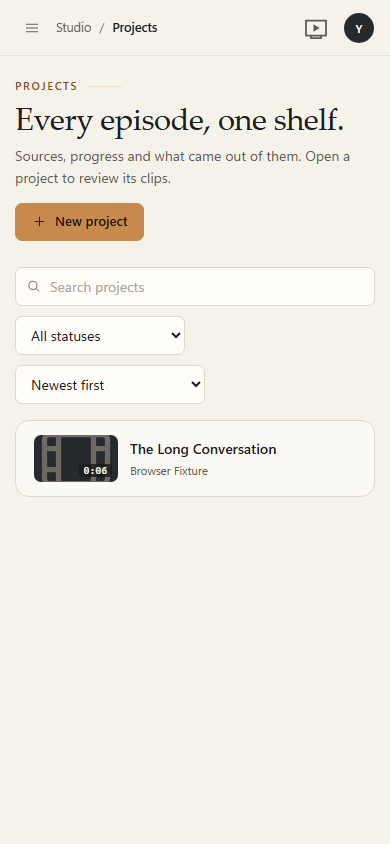 Studio / Projects
Y
PROJECTS
Every episode, one shelf.
Sources, progress and what came out of them. Open a
project to review its clips.
+ New project
Search projects
All statuses
Newest first
The Long Conversation
0:06
Browser Fixture